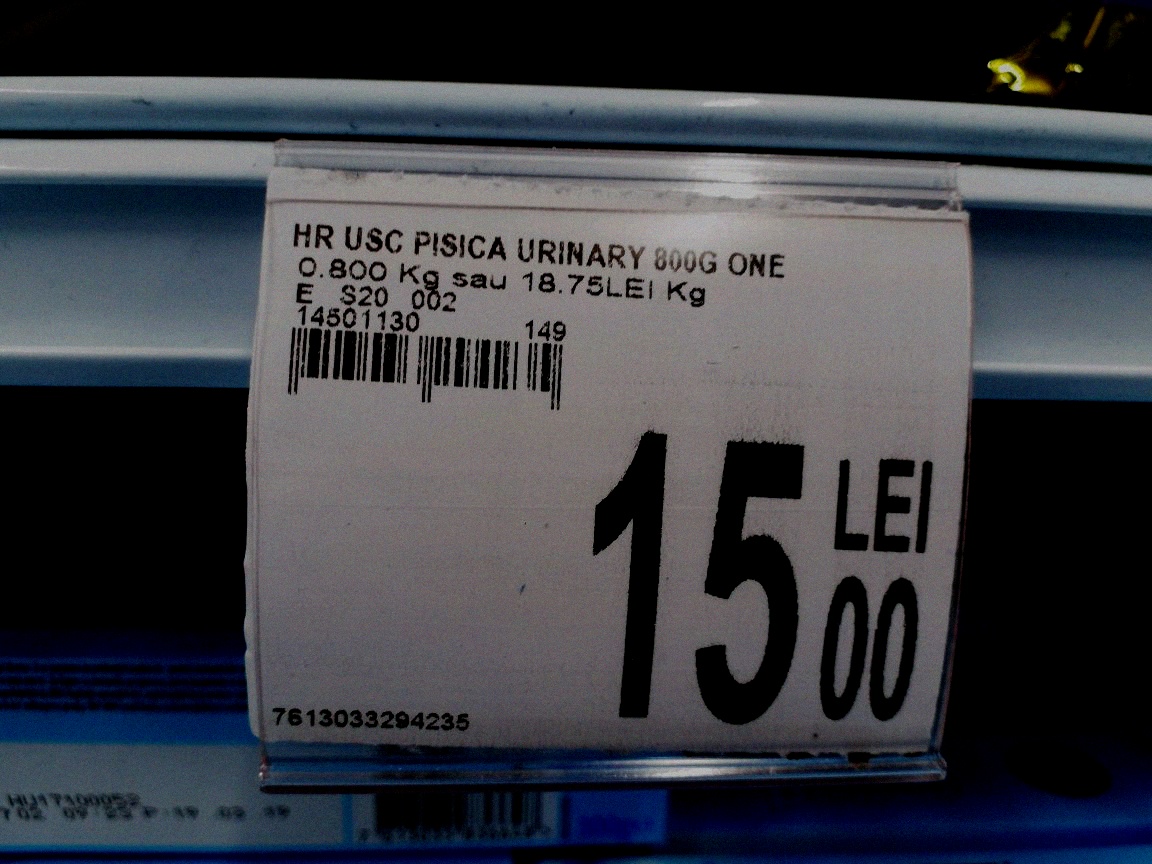 HR USC PISICA URINARY 800G ONE
0.800 Kg sau 18.75LEI Kg
E S20 002
14501130 149
15 LEI
00
7613033294235
HU17100052